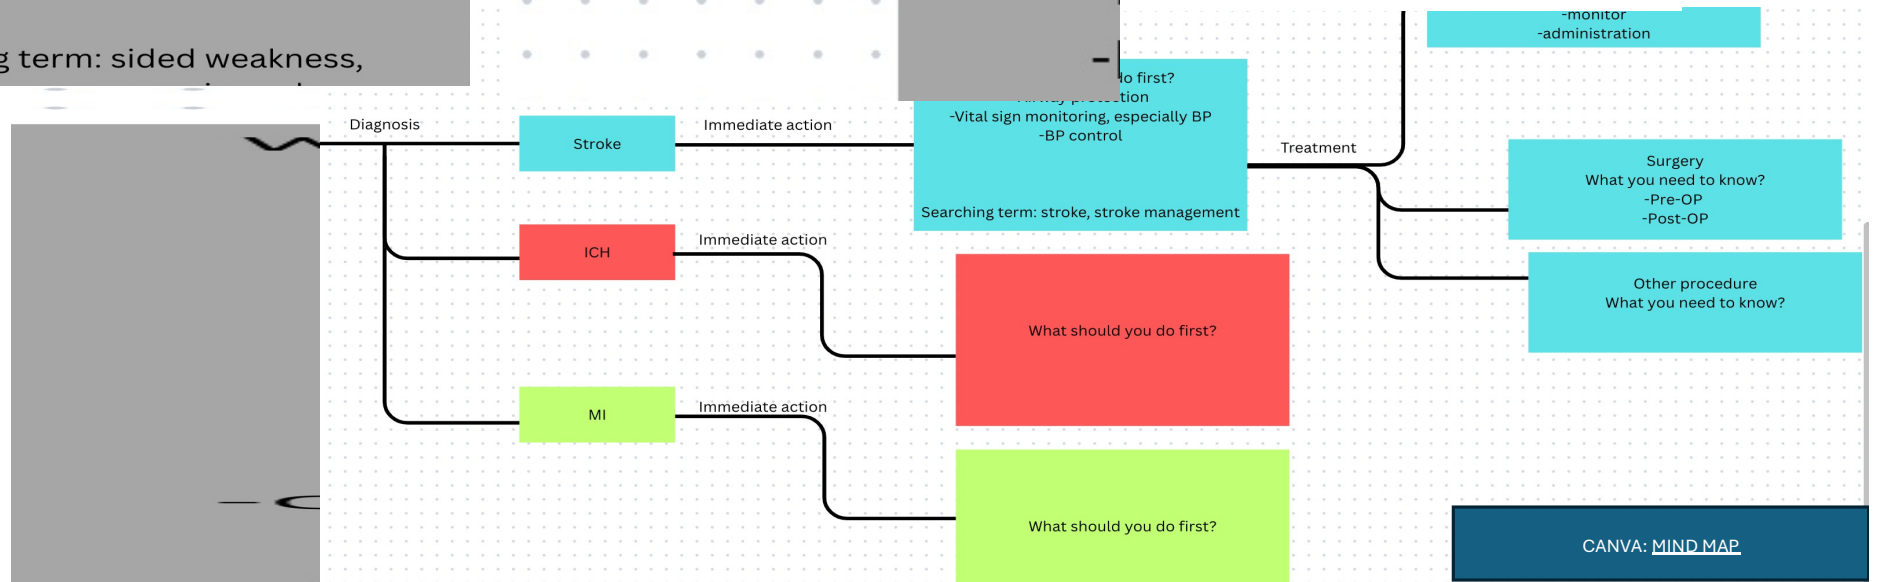 g term: sided weakness,
-monitor
-administration
Diagnosis
Stroke
Immediate action
do first?
-Vital sign monitoring, especially BP
-BP control
Searching term: stroke, stroke management
Treatment
Surgery
What you need to know?
-Pre-OP
-Post-OP
Other procedure
What you need to know?
ICH
Immediate action
What should you do first?
MI
Immediate action
What should you do first?
CANVA: MIND MAP